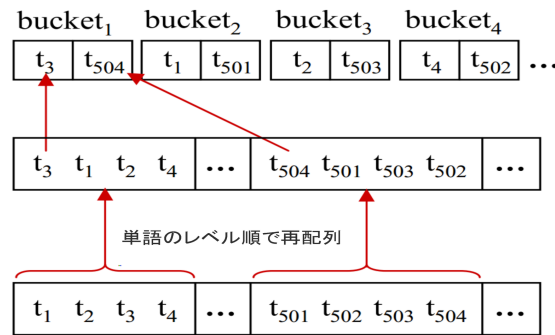 bucket₁ bucket₂ bucket₃ bucket₄
t₃ t₅₀₄ t₁ t₅₀₁ t₂ t₅₀₃ t₄ t₅₀₂ ...
t₃ t₁ t₂ t₄ ... t₅₀₄ t₅₀₁ t₅₀₃ t₅₀₂ ...
単語のレベル順で再配列
t₁ t₂ t₃ t₄ ... t₅₀₁ t₅₀₂ t₅₀₃ t₅₀₄ ...